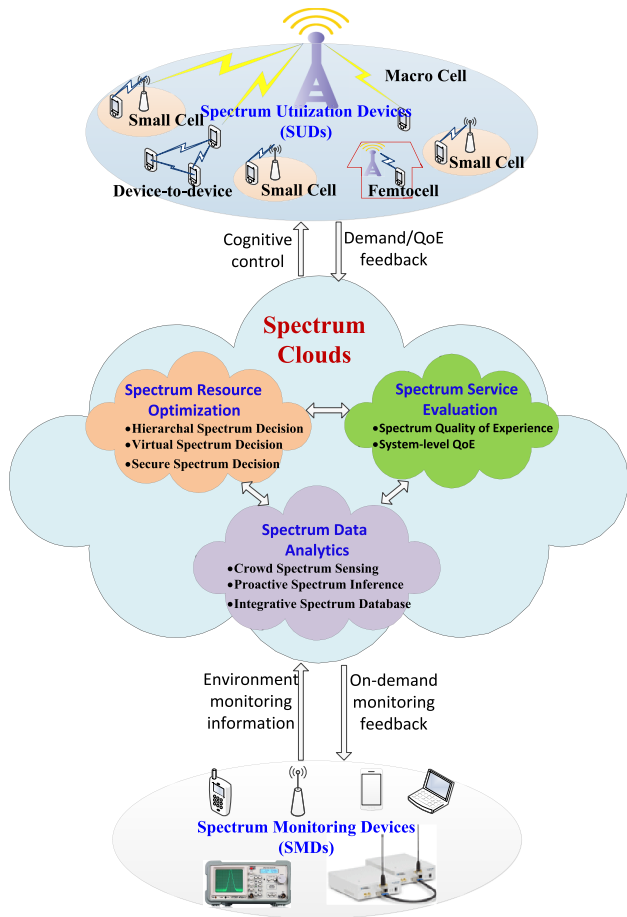 Macro Cell
Small Cell
Spectrum Utuization Devices
(SUDs)
Small Cell
Device-to-device
Small Cell
Femtocell
Cognitive
control
Demand/QoE
feedback
Spectrum
Clouds
Spectrum Resource
Optimization
•Hierarchal Spectrum Decision
•Virtual Spectrum Decision
•Secure Spectrum Decision
Spectrum Service
Evaluation
•Spectrum Quality of Experience
•System-level QoE
Spectrum Data
Analytics
•Crowd Spectrum Sensing
•Proactive Spectrum Inference
•Integrative Spectrum Database
Environment
monitoring
information
On-demand
monitoring
feedback
Spectrum Monitoring Devices
(SMDs)